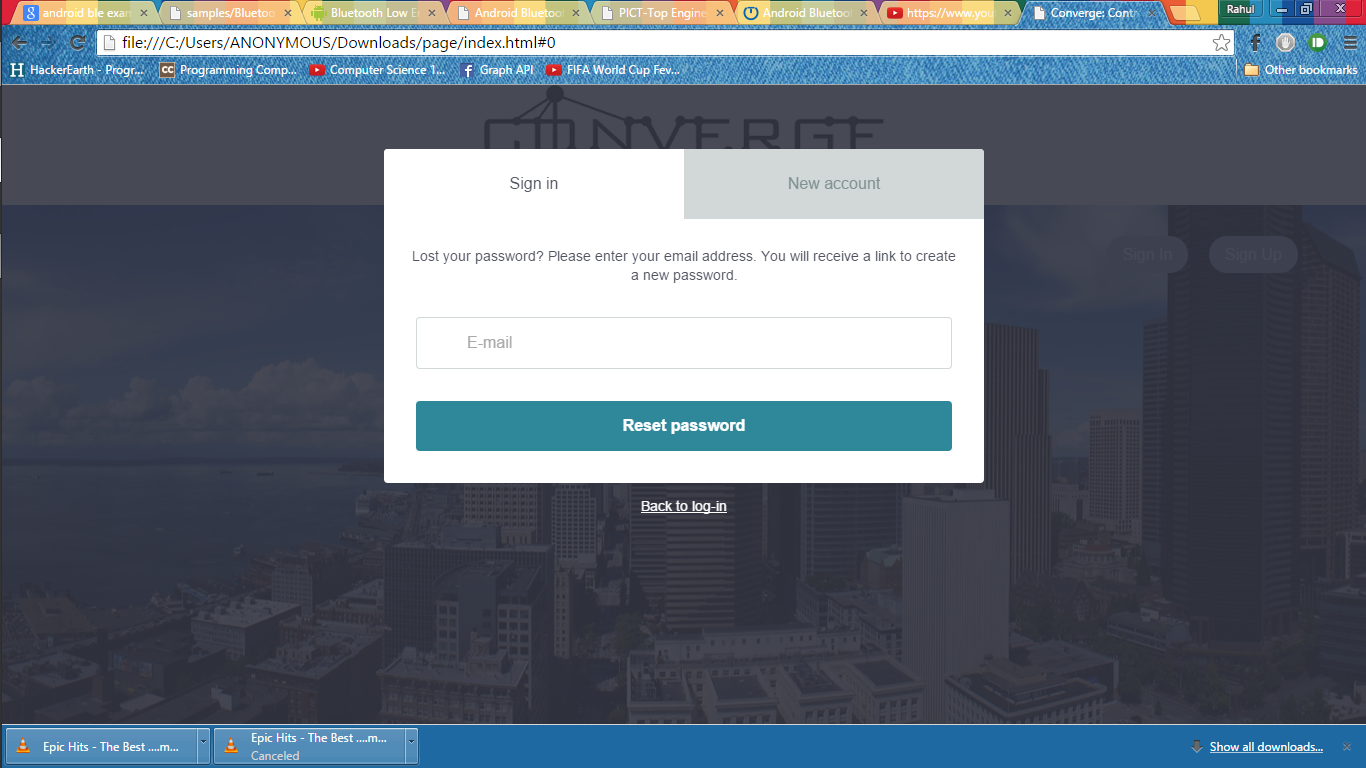 android ble exam
samples/Bluetoo
Bluetooth Low E
Android Bluetoo
PICT-Top Engine
Android Bluetoo
https://www.you
Converge: Contr
Rahul
file:///C:/Users/ANONYMOUS/Downloads/page/index.html#0
HackerEarth - Progr...
CC
Programming Comp...
Computer Science 1...
Graph API
FIFA World Cup Fev...
Other bookmarks
CONVERGE
Sign in
New account
Lost your password? Please enter your email address. You will receive a link to create
a new password.
Sign In
Sign Up
E-mail
Reset password
Back to log-in
Epic Hits - The Best ....m...
Epic Hits - The Best ....m...
Canceled
Show all downloads...